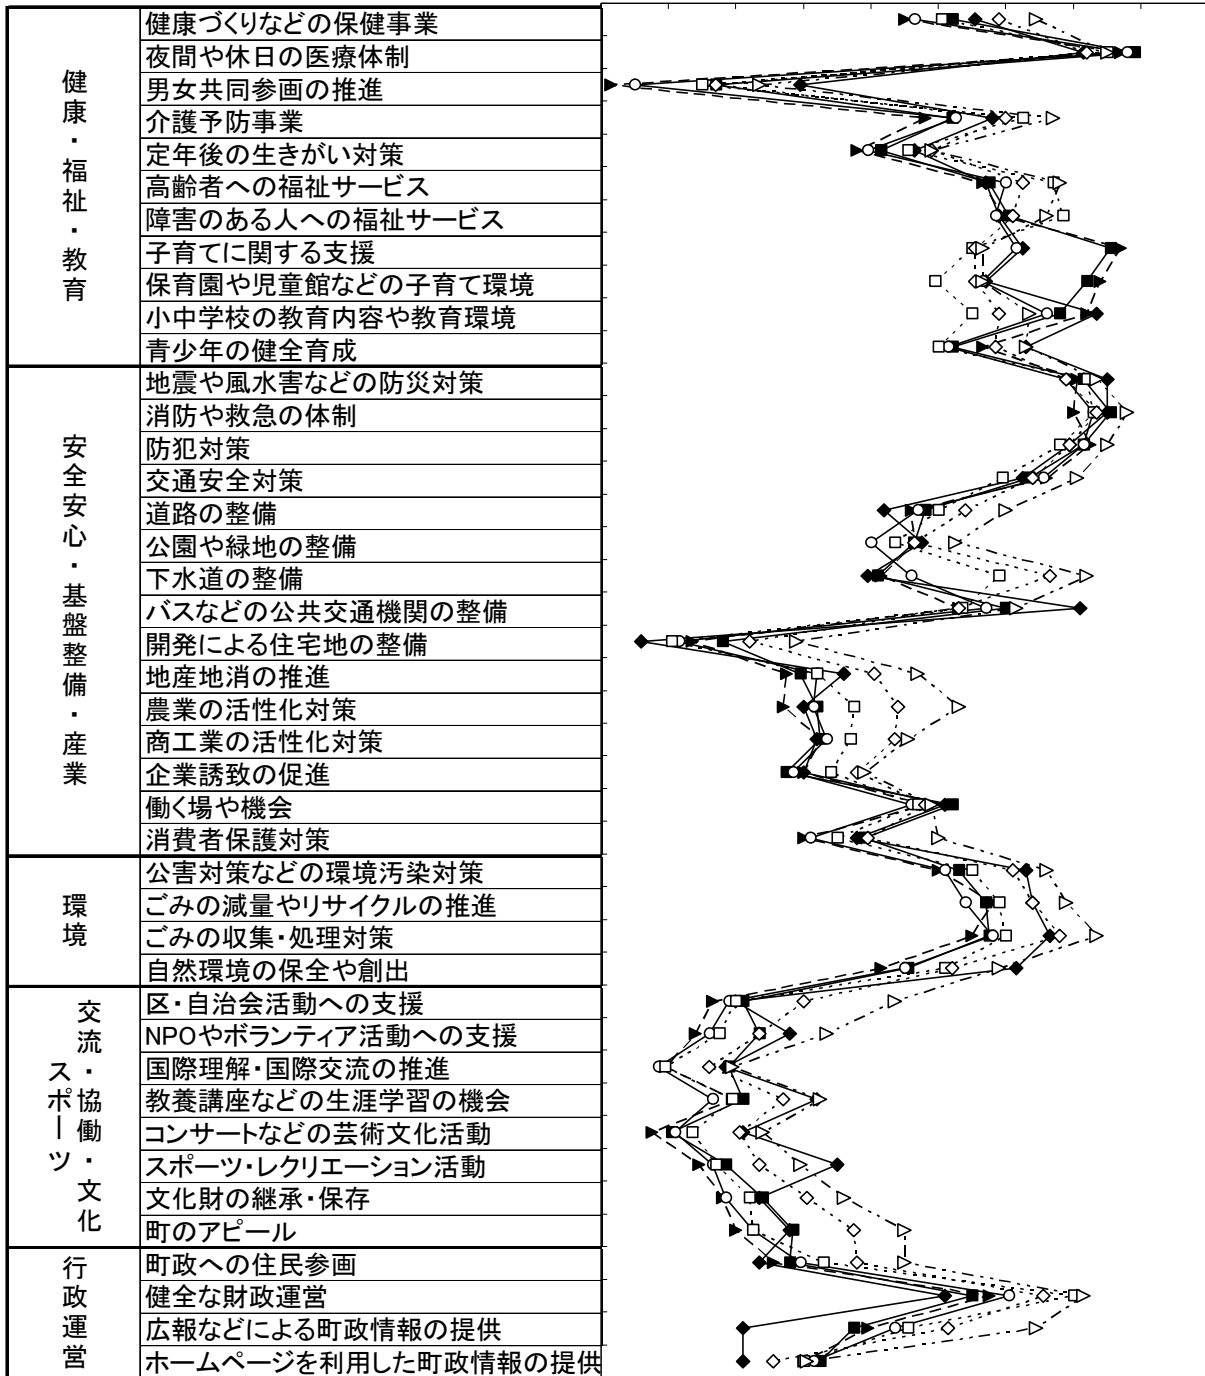 健康・福祉・教育
健康づくりなどの保健事業
夜間や休日の医療体制
男女共同参画の推進
介護予防事業
定年後の生きがい対策
高齢者への福祉サービス
障害のある人への福祉サービス
子育てに関する支援
保育園や児童館などの子育て環境
小中学校の教育内容や教育環境
青少年の健全育成
安全安心・基盤整備・産業
地震や風水害などの防災対策
消防や救急の体制
防犯対策
交通安全対策
道路の整備
公園や緑地の整備
下水道の整備
バスなどの公共交通機関の整備
開発による住宅地の整備
地産地消の推進
農業の活性化対策
商工業の活性化対策
企業誘致の促進
働く場や機会
消費者保護対策
環境
公害対策などの環境汚染対策
ごみの減量やリサイクルの推進
ごみの収集・処理対策
自然環境の保全や創出
交流・協働・文化
スポーツ
区・自治会活動への支援
NPOやボランティア活動への支援
国際理解・国際交流の推進
教養講座などの生涯学習の機会
コンサートなどの芸術文化活動
スポーツ・レクリエーション活動
文化財の継承・保存
町のアピール
行政運営
町政への住民参画
健全な財政運営
広報などによる町政情報の提供
ホームページを利用した町政情報の提供